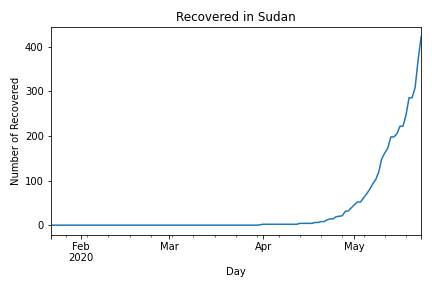 Recovered in Sudan
Number of Recovered
400
300
200
100
0
Feb
2020
Mar
Apr
May
Day